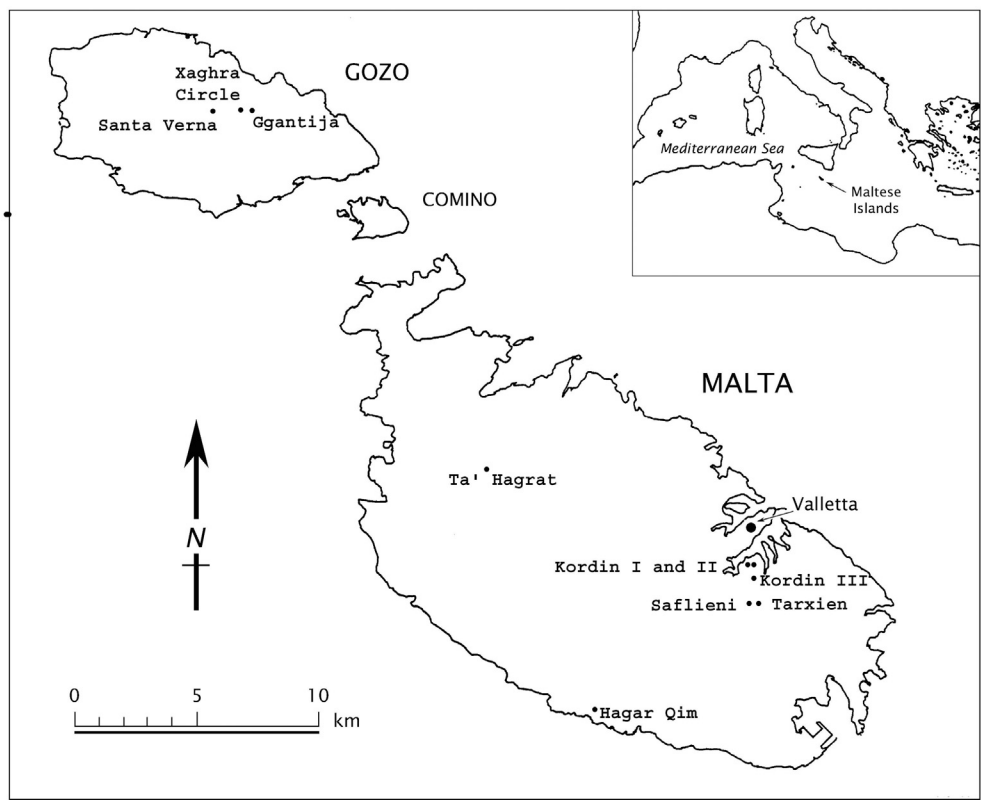 Xaghra
Circle
GOZO
Santa Verna
Ggantija
COMINO
Mediterranean Sea
Maltese
Islands
MALTA
Ta' Hagrat
Valletta
Kordin I and II
Kordin III
Saflieni
Tarxien
N
0 5 10
km
Hagar Qim